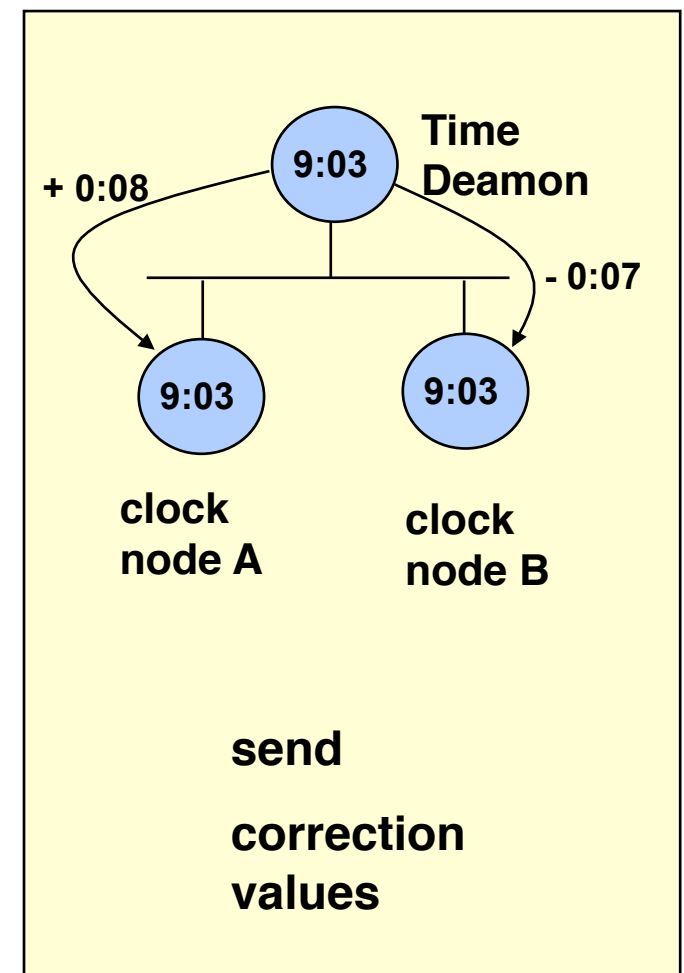 Time
Deamon
9:03
+ 0:08
- 0:07
9:03
9:03
clock
node A
clock
node B
send
correction
values